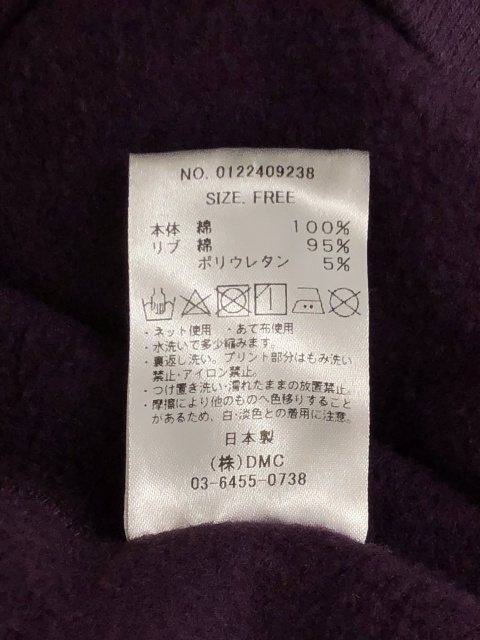 NO. 0122409238
SIZE. FREE
本体 綿 100%
リブ 綿 95%
ポリウレタン 5%
・ネット使用 ・あて布使用
・水洗いで多少縮みます。
・裏返し洗い。プリント部分はもみ洗い
禁止・アイロン禁止。
・つけ置き洗い・濡れたままの放置禁止。
・摩擦により他のものへ色移りすること
があるため、白・淡色との着用に注意。
日本製
(株)DMC
03-6455-0738